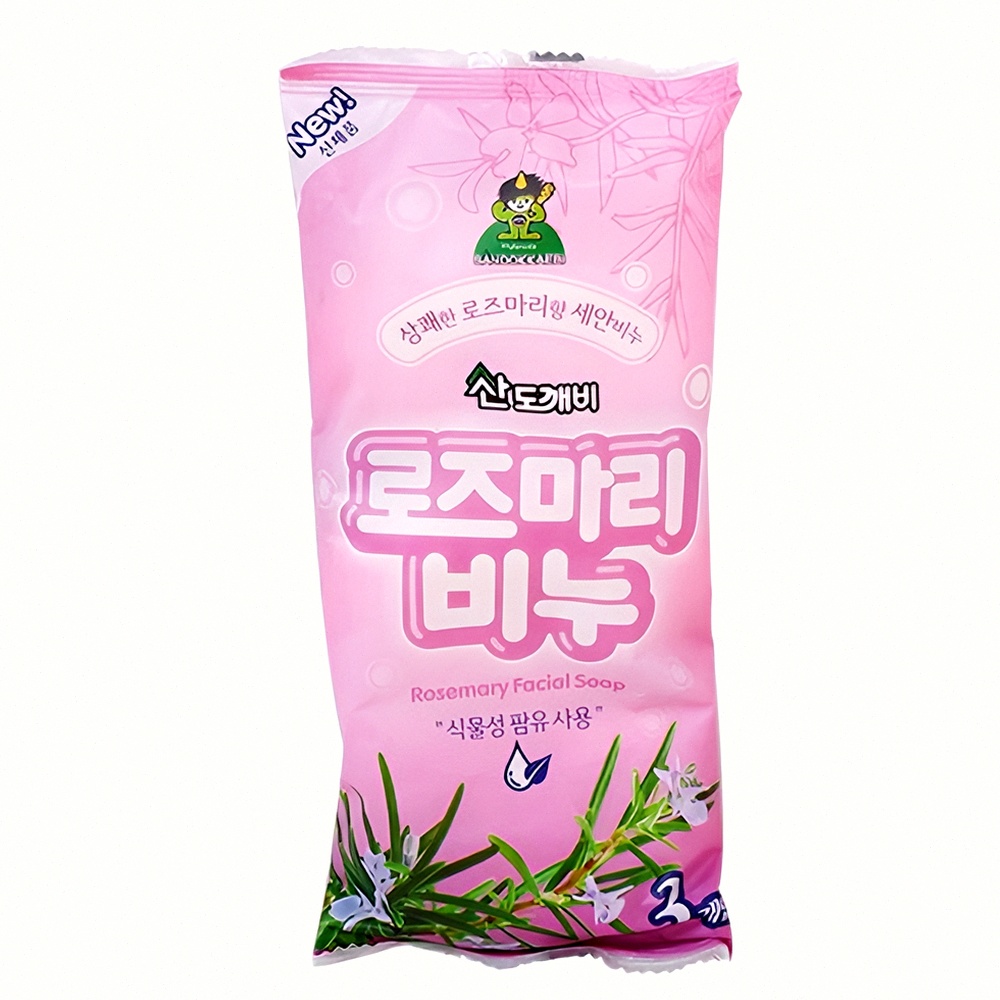 New!
신제품
SANDOKKAEBI
상쾌한 로즈마리향 세안비누
산도깨비
로즈마리
비누
Rosemary Facial Soap
"식물성 팜유 사용"
3